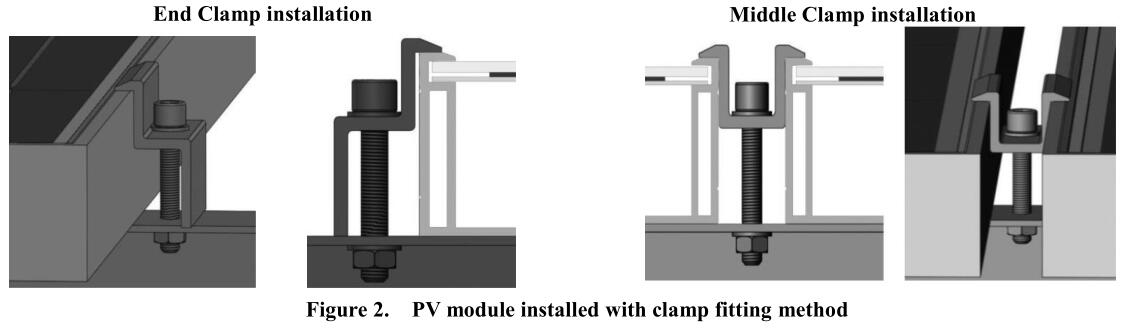 End Clamp installation
Middle Clamp installation
Figure 2. PV module installed with clamp fitting method